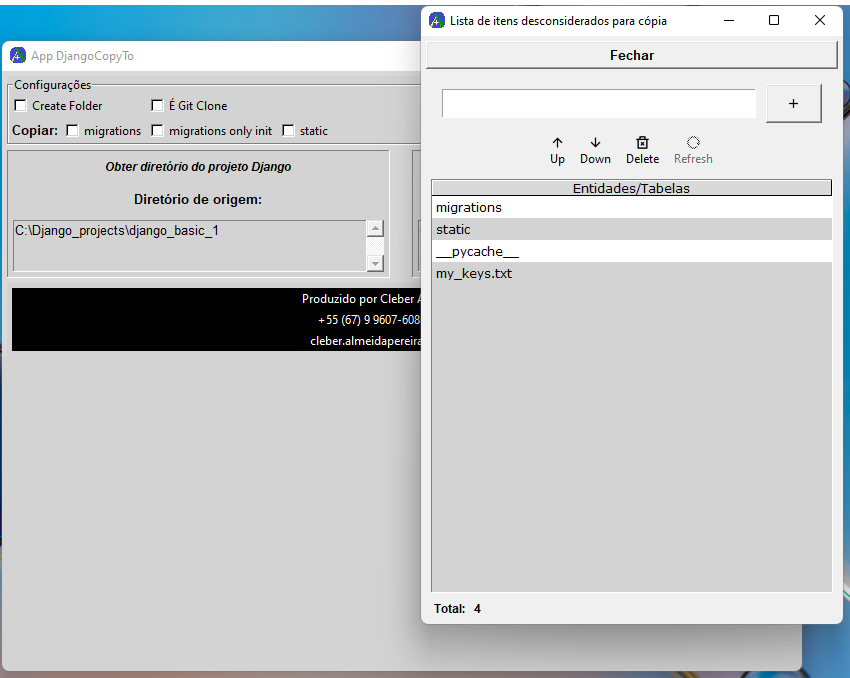 Lista de itens desconsiderados para cópia
Fechar
+
Up Down Delete Refresh
Entidades/Tabelas
migrations
static
__pycache__
my_keys.txt
Total: 4
App DjangoCopyTo
Configurações
Create Folder É Git Clone
Copiar: migrations migrations only init static
Obter diretório do projeto Django
Diretório de origem:
C:\Django_projects\django_basic_1
Produzido por Cleber
+55 (67) 9 9607-608
cleber.almeidapereira